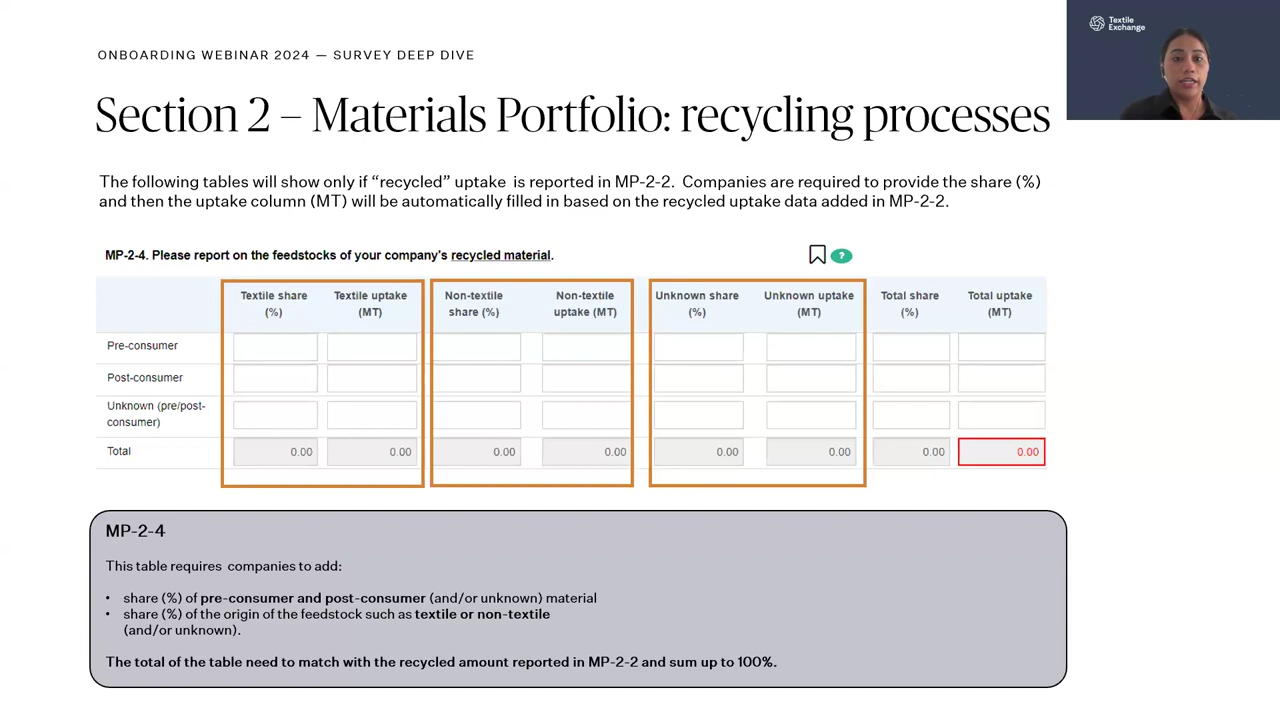 Textile
Exchange
ONBOARDING WEBINAR 2024 — SURVEY DEEP DIVE
Section 2 – Materials Portfolio: recycling processes
The following tables will show only if “recycled” uptake is reported in MP-2-2. Companies are required to provide the share (%)
and then the uptake column (MT) will be automatically filled in based on the recycled uptake data added in MP-2-2.
MP-2-4. Please report on the feedstocks of your company's recycled material.
?
Textile share (%) Textile uptake (MT) Non-textile share (%) Non-textile uptake (MT) Unknown share (%) Unknown uptake (MT) Total share (%) Total uptake (MT)
Pre-consumer
Post-consumer
Unknown (pre/post-
consumer)
Total 0.00 0.00 0.00 0.00 0.00 0.00 0.00 0.00
MP-2-4
This table requires companies to add:
• share (%) of pre-consumer and post-consumer (and/or unknown) material
• share (%) of the origin of the feedstock such as textile or non-textile
(and/or unknown).
The total of the table need to match with the recycled amount reported in MP-2-2 and sum up to 100%.